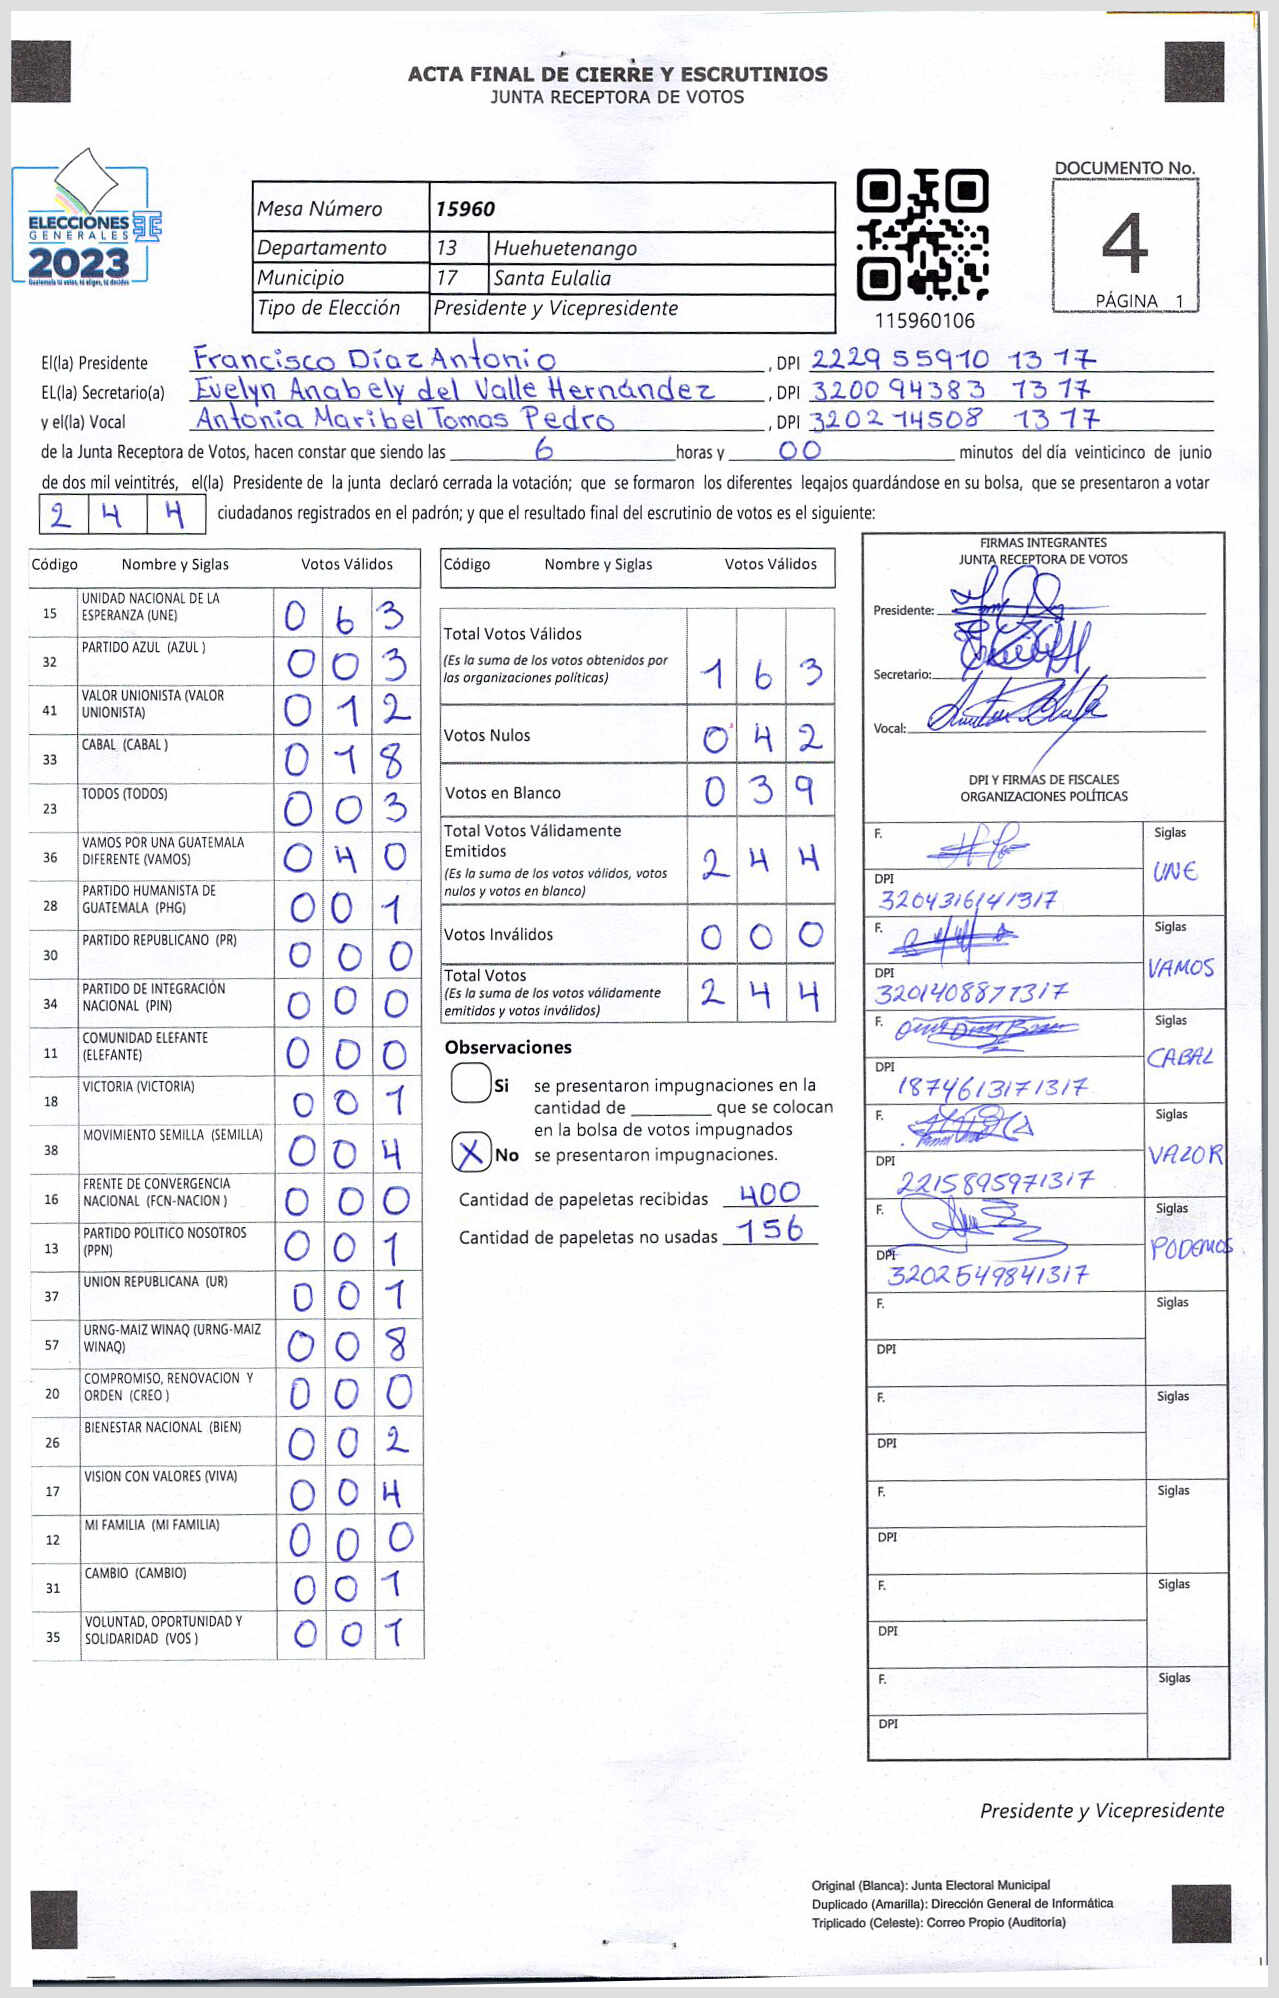 ACTA FINAL DE CIERRE Y ESCRUTINIOS
JUNTA RECEPTORA DE VOTOS
ELECCIONES
GENERALES
2023
Guatemala tú votas, tú eliges, tú decides
Mesa Número 15960
Departamento 13 Huehuetenango
Municipio 17 Santa Eulalia
Tipo de Elección Presidente y Vicepresidente
115960106
DOCUMENTO No.
4
PÁGINA 1
El(la) Presidente Francisco Díaz Antonio, DPI 2229 55910 1317
EL(la) Secretario(a) Evelyn Anabely del Valle Hernández, DPI 3200 94383 1317
y el(la) Vocal Antonia Maribel Tomas Pedro, DPI 3202 14508 1317
de la Junta Receptora de Votos, hacen constar que siendo las 6 horas y 00 minutos del día veinticinco de junio
de dos mil veintitrés, el(la) Presidente de la junta declaró cerrada la votación; que se formaron los diferentes legajos guardándose en su bolsa, que se presentaron a votar
2 4 4 ciudadanos registrados en el padrón; y que el resultado final del escrutinio de votos es el siguiente:
Código Nombre y Siglas Votos Válidos
15 UNIDAD NACIONAL DE LA ESPERANZA (UNE) 0 6 3
32 PARTIDO AZUL (AZUL ) 0 0 3
41 VALOR UNIONISTA (VALOR UNIONISTA) 0 1 2
33 CABAL (CABAL ) 0 1 8
23 TODOS (TODOS) 0 0 3
36 VAMOS POR UNA GUATEMALA DIFERENTE (VAMOS) 0 4 0
28 PARTIDO HUMANISTA DE GUATEMALA (PHG) 0 0 1
30 PARTIDO REPUBLICANO (PR) 0 0 0
34 PARTIDO DE INTEGRACIÓN NACIONAL (PIN) 0 0 0
11 COMUNIDAD ELEFANTE (ELEFANTE) 0 0 0
18 VICTORIA (VICTORIA) 0 0 1
38 MOVIMIENTO SEMILLA (SEMILLA) 0 0 4
16 FRENTE DE CONVERGENCIA NACIONAL (FCN-NACION ) 0 0 0
13 PARTIDO POLITICO NOSOTROS (PPN) 0 0 1
37 UNION REPUBLICANA (UR) 0 0 1
57 URNG-MAIZ WINAQ (URNG-MAIZ WINAQ) 0 0 8
20 COMPROMISO, RENOVACION Y ORDEN (CREO ) 0 0 0
26 BIENESTAR NACIONAL (BIEN) 0 0 2
17 VISION CON VALORES (VIVA) 0 0 4
12 MI FAMILIA (MI FAMILIA) 0 0 0
31 CAMBIO (CAMBIO) 0 0 1
35 VOLUNTAD, OPORTUNIDAD Y SOLIDARIDAD (VOS ) 0 0 1
Código Nombre y Siglas Votos Válidos
Total Votos Válidos
(Es la suma de los votos obtenidos por
las organizaciones políticas) 1 6 3
Votos Nulos 0 4 2
Votos en Blanco 0 3 9
Total Votos Válidamente
Emitidos
(Es la suma de los votos válidos, votos
nulos y votos en blanco) 2 4 4
Votos Inválidos 0 0 0
Total Votos
(Es la suma de los votos válidamente
emitidos y votos inválidos) 2 4 4
Observaciones
Si se presentaron impugnaciones en la
cantidad de ________ que se colocan
en la bolsa de votos impugnados
X No se presentaron impugnaciones.
Cantidad de papeletas recibidas 400
Cantidad de papeletas no usadas 156
FIRMAS INTEGRANTES
JUNTA RECEPTORA DE VOTOS
Presidente:
Secretario:
Vocal:
DPI Y FIRMAS DE FISCALES
ORGANIZACIONES POLÍTICAS
F. Siglas
UNE
DPI
3204316141317
F. Siglas
VAMOS
DPI
3201408871317
F. Siglas
CABAL
DPI
1874613171317
F. Siglas
VALOR
DPI
2215895971317
F. Siglas
PODEMOS
DPI
3202549841317
F. Siglas
DPI
F. Siglas
DPI
F. Siglas
DPI
F. Siglas
DPI
F. Siglas
DPI
Presidente y Vicepresidente
Original (Blanca): Junta Electoral Municipal
Duplicado (Amarilla): Dirección General de Informática
Triplicado (Celeste): Correo Propio (Auditoría)